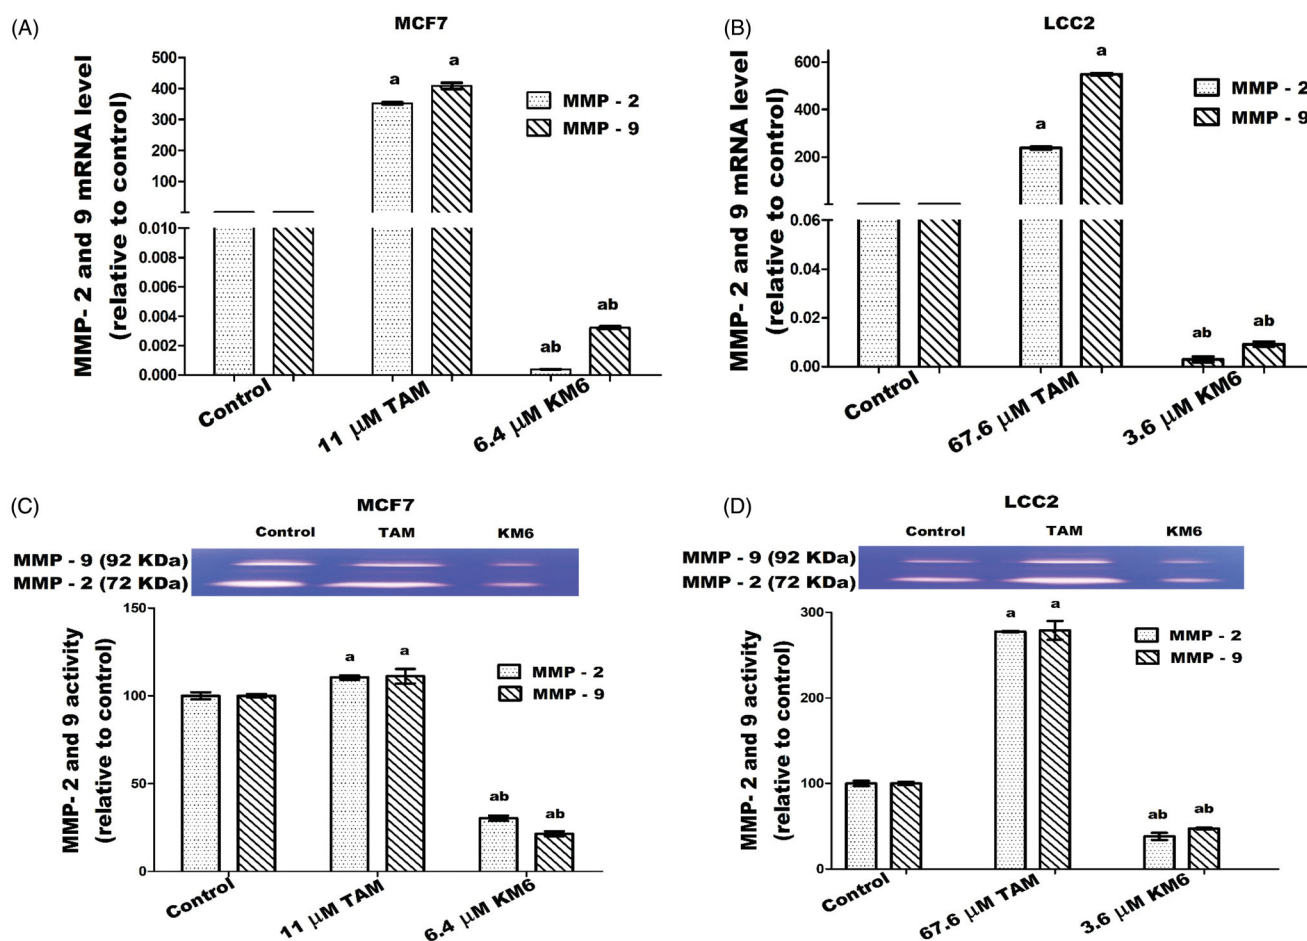 (A)
MCF7
MMP- 2 and 9 mRNA level
(relative to control)
500
400
300
200
100
0.010
0.008
0.006
0.004
0.002
0.000
a
a
ab
ab
MMP - 2
MMP - 9
Control
11 μM TAM
6.4 μM KM6
(B)
LCC2
MMP- 2 and 9 mRNA level
(relative to control)
600
400
200
0.06
0.04
0.02
0.00
a
a
ab
ab
MMP - 2
MMP - 9
Control
67.6 μM TAM
3.6 μM KM6
(C)
MCF7
Control TAM KM6
MMP - 9 (92 KDa)
MMP - 2 (72 KDa)
MMP- 2 and 9 activity
(relative to control)
150
100
50
0
a
a
ab
ab
MMP - 2
MMP - 9
Control
11 μM TAM
6.4 μM KM6
(D)
LCC2
Control TAM KM6
MMP - 9 (92 KDa)
MMP - 2 (72 KDa)
MMP- 2 and 9 activity
(relative to control)
300
200
100
0
a
a
ab
ab
MMP - 2
MMP - 9
Control
67.6 μM TAM
3.6 μM KM6